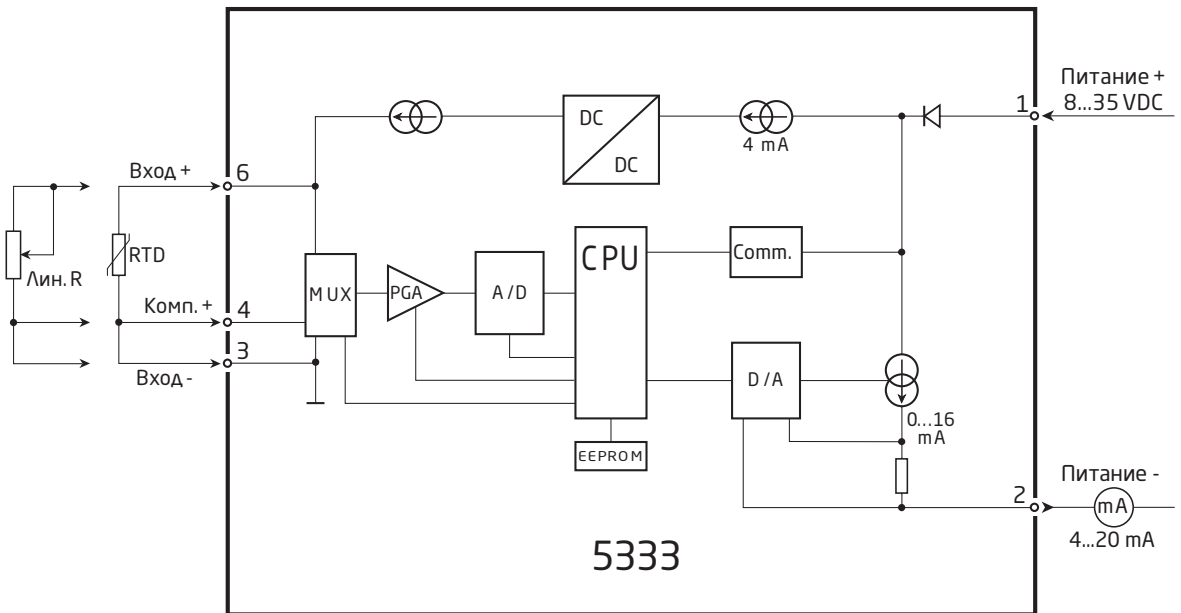 Питание +
1
8...35 VDC
DC
DC
4 mA
6
Вход +
RTD
Лин. R
CPU
Comm.
MUX
PGA
A/D
Комп. +
4
3
Вход -
D/A
0...16
mA
EEPROM
Питание -
2
mA
4...20 mA
5333